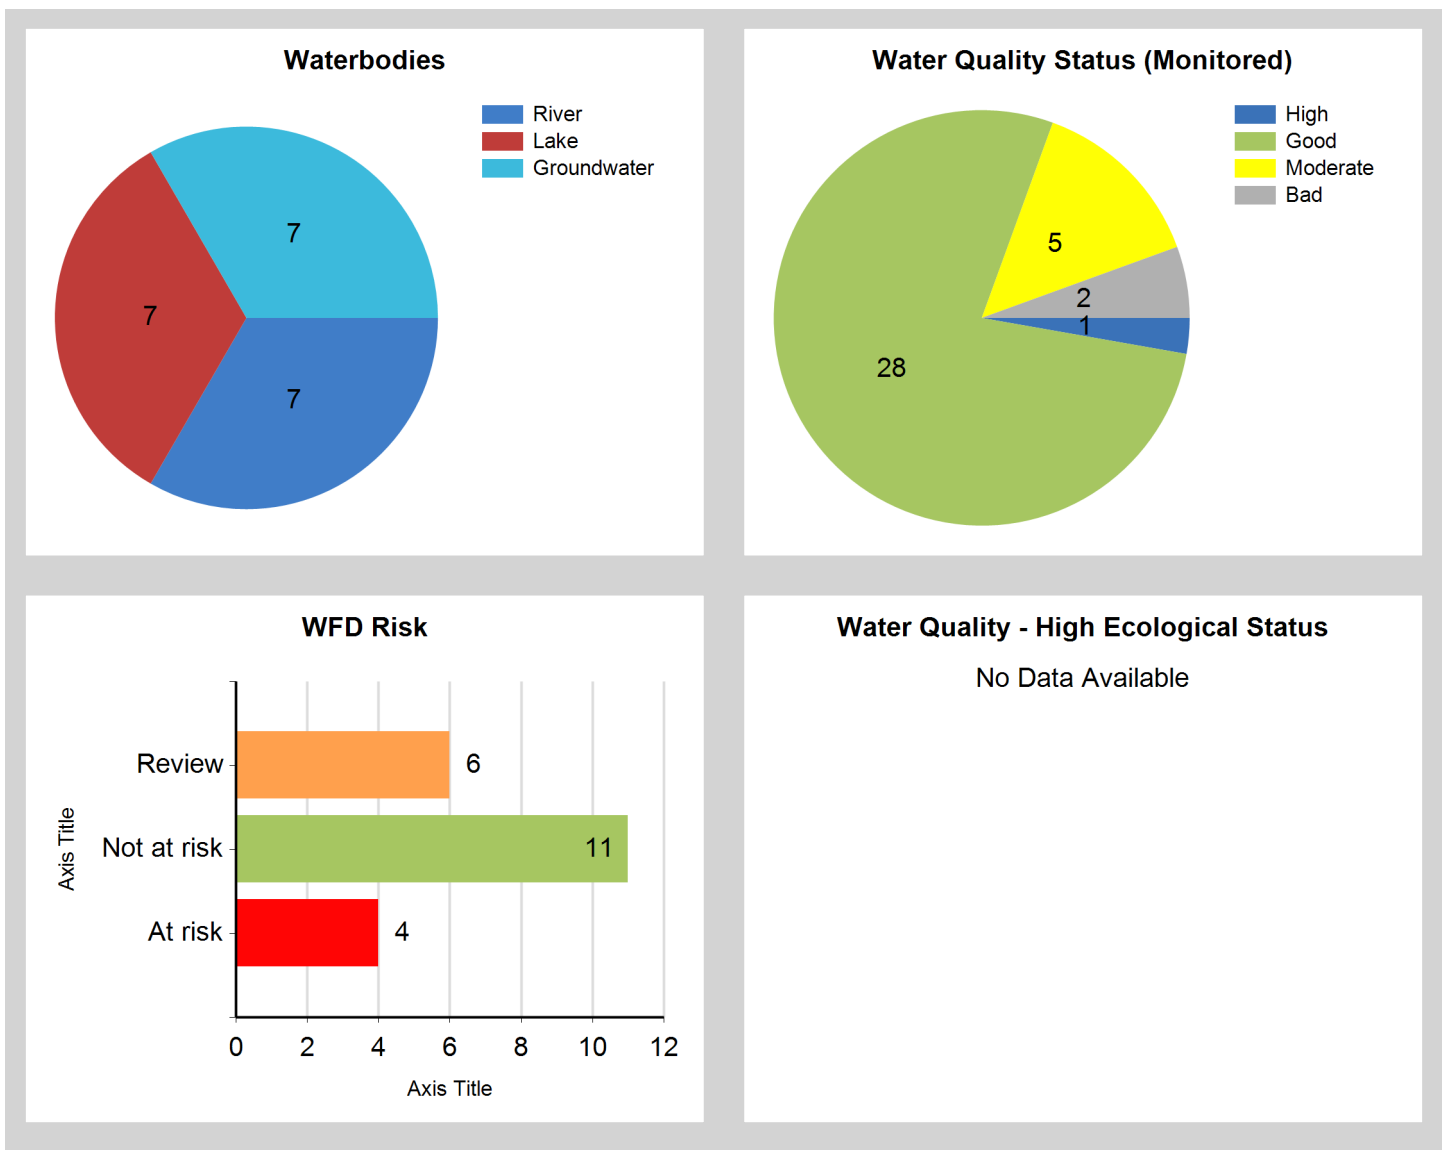 Waterbodies
River
Lake
Groundwater
7
7
7
Water Quality Status (Monitored)
High
Good
Moderate
Bad
5
2
1
28
WFD Risk
Review
6
Not at risk
11
At risk
4
Axis Title
0 2 4 6 8 10 12
Axis Title
Water Quality - High Ecological Status
No Data Available